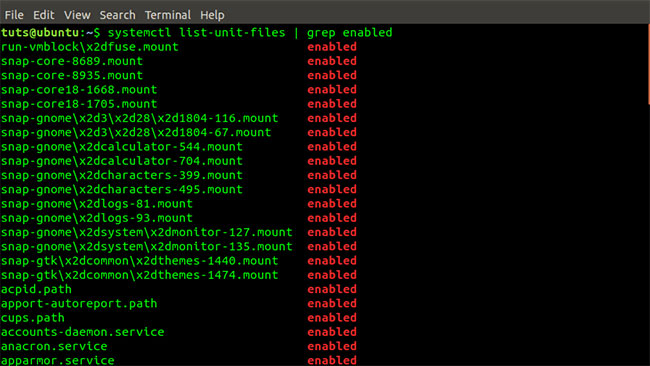 File Edit View Search Terminal Help
tuts@ubuntu:~$ systemctl list-unit-files | grep enabled
run-vmblock\x2dfuse.mount enabled
snap-core-8689.mount enabled
snap-core-8935.mount enabled
snap-core18-1668.mount enabled
snap-core18-1705.mount enabled
snap-gnome\x2d3\x2d28\x2d1804-116.mount enabled
snap-gnome\x2d3\x2d28\x2d1804-67.mount enabled
snap-gnome\x2dcalculator-544.mount enabled
snap-gnome\x2dcalculator-704.mount enabled
snap-gnome\x2dcharacters-399.mount enabled
snap-gnome\x2dcharacters-495.mount enabled
snap-gnome\x2dlogs-81.mount enabled
snap-gnome\x2dlogs-93.mount enabled
snap-gnome\x2dsystem\x2dmonitor-127.mount enabled
snap-gnome\x2dsystem\x2dmonitor-135.mount enabled
snap-gtk\x2dcommon\x2dthemes-1440.mount enabled
snap-gtk\x2dcommon\x2dthemes-1474.mount enabled
acpid.path enabled
apport-autoreport.path enabled
cups.path enabled
accounts-daemon.service enabled
anacron.service enabled
apparmor.service enabled